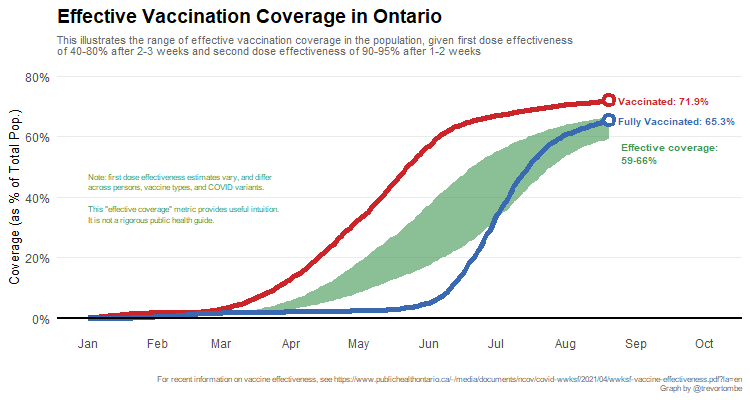 Effective Vaccination Coverage in Ontario
This illustrates the range of effective vaccination coverage in the population, given first dose effectiveness
of 40-80% after 2-3 weeks and second dose effectiveness of 90-95% after 1-2 weeks
Coverage (as % of Total Pop.)
80%
60%
40%
20%
0%
Vaccinated: 71.9%
Fully Vaccinated: 65.3%
Effective coverage:
59-66%
Note: first dose effectiveness estimates vary, and differ
across persons, vaccine types, and COVID variants.
This "effective coverage" metric provides useful intuition.
It is not a rigorous public health guide.
Jan Feb Mar Apr May Jun Jul Aug Sep Oct
For recent information on vaccine effectiveness, see https://www.publichealthontario.ca/-/media/documents/ncov/covid-wwksf/2021/04/wwksf-vaccine-effectiveness.pdf?la=en
Graph by @trevortombe